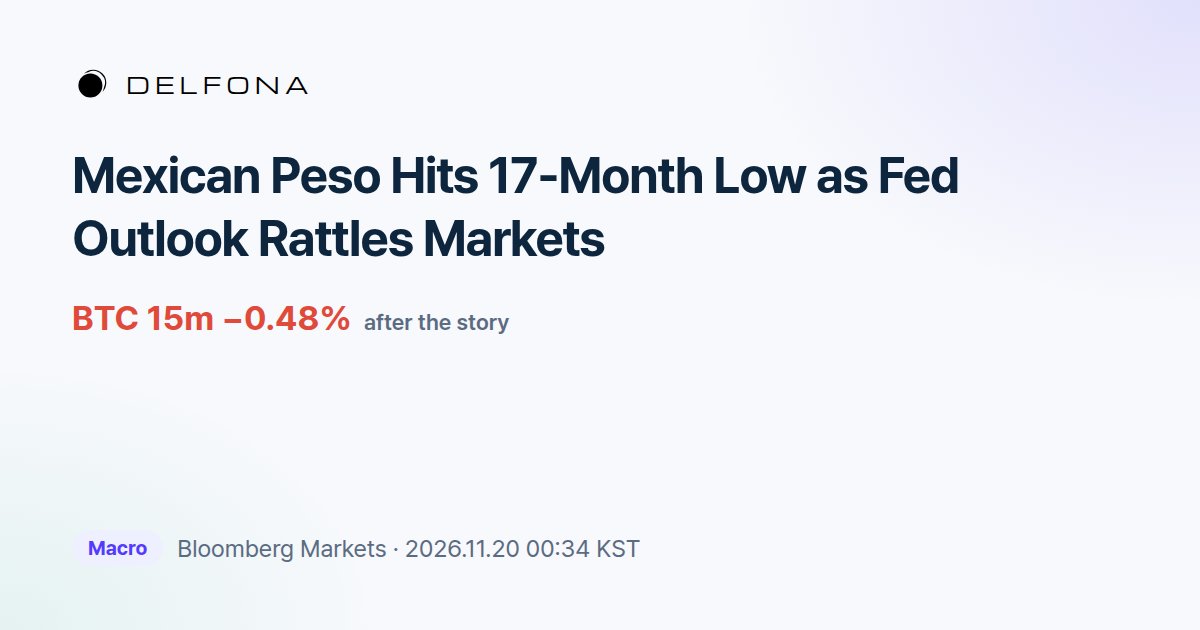 DELFONA
Mexican Peso Hits 17-Month Low as Fed
Outlook Rattles Markets
BTC 15m −0.48% after the story
Macro Bloomberg Markets · 2026.11.20 00:34 KST